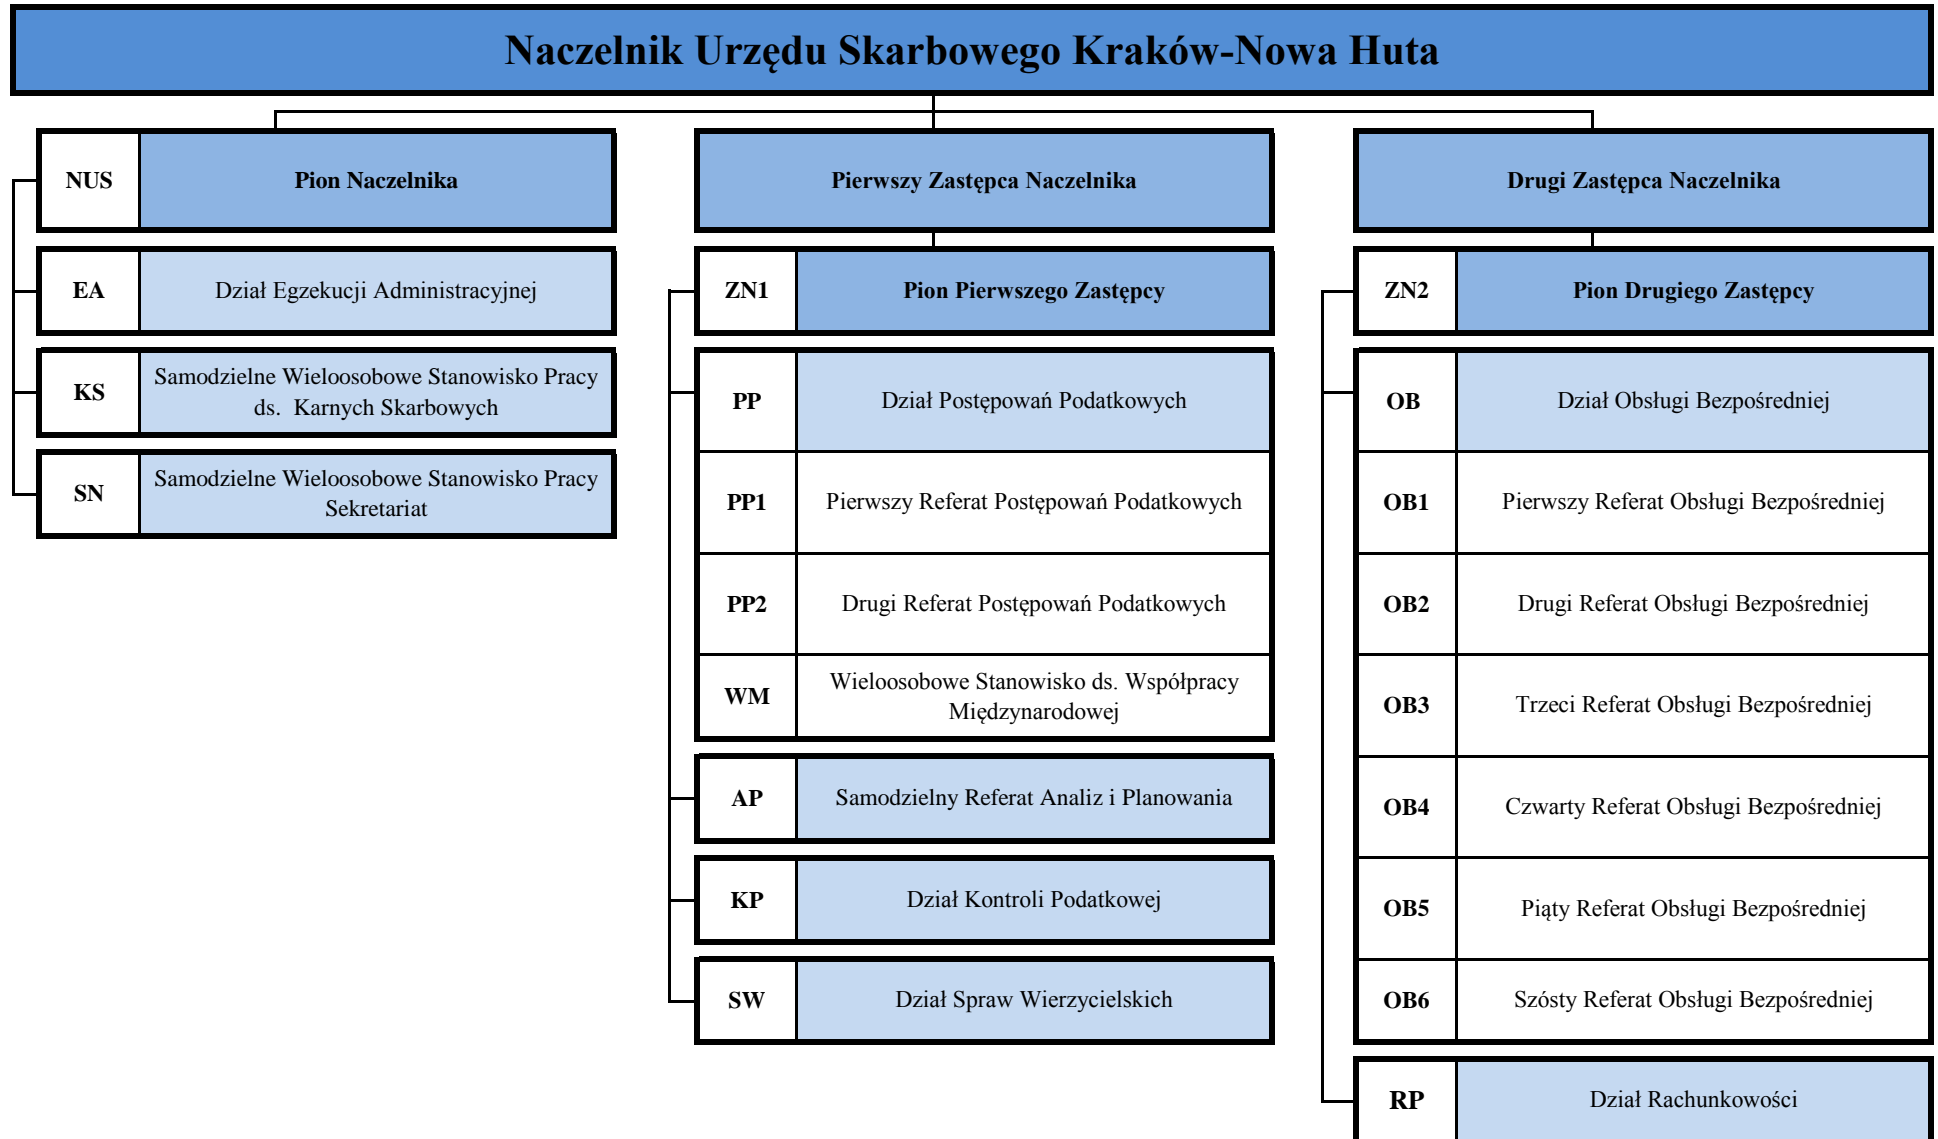 Naczelnik Urzędu Skarbowego Kraków-Nowa Huta
NUS
Pion Naczelnika
EA
Dział Egzekucji Administracyjnej
KS
Samodzielne Wieloosobowe Stanowisko Pracy
ds. Karnych Skarbowych
SN
Samodzielne Wieloosobowe Stanowisko Pracy
Sekretariat
Pierwszy Zastępca Naczelnika
ZN1
Pion Pierwszego Zastępcy
PP
Dział Postępowań Podatkowych
PP1
Pierwszy Referat Postępowań Podatkowych
PP2
Drugi Referat Postępowań Podatkowych
WM
Wieloosobowe Stanowisko ds. Współpracy
Międzynarodowej
AP
Samodzielny Referat Analiz i Planowania
KP
Dział Kontroli Podatkowej
SW
Dział Spraw Wierzycielskich
Drugi Zastępca Naczelnika
ZN2
Pion Drugiego Zastępcy
OB
Dział Obsługi Bezpośredniej
OB1
Pierwszy Referat Obsługi Bezpośredniej
OB2
Drugi Referat Obsługi Bezpośredniej
OB3
Trzeci Referat Obsługi Bezpośredniej
OB4
Czwarty Referat Obsługi Bezpośredniej
OB5
Piąty Referat Obsługi Bezpośredniej
OB6
Szósty Referat Obsługi Bezpośredniej
RP
Dział Rachunkowości